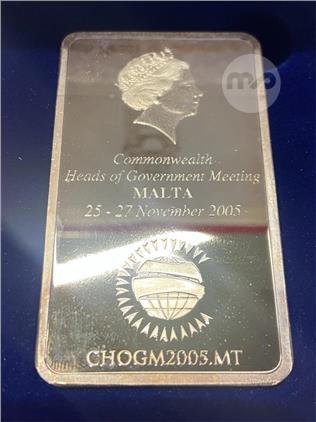 Commonwealth
Heads of Government Meeting
MALTA
25 - 27 November 2005
CHOGM2005.MT